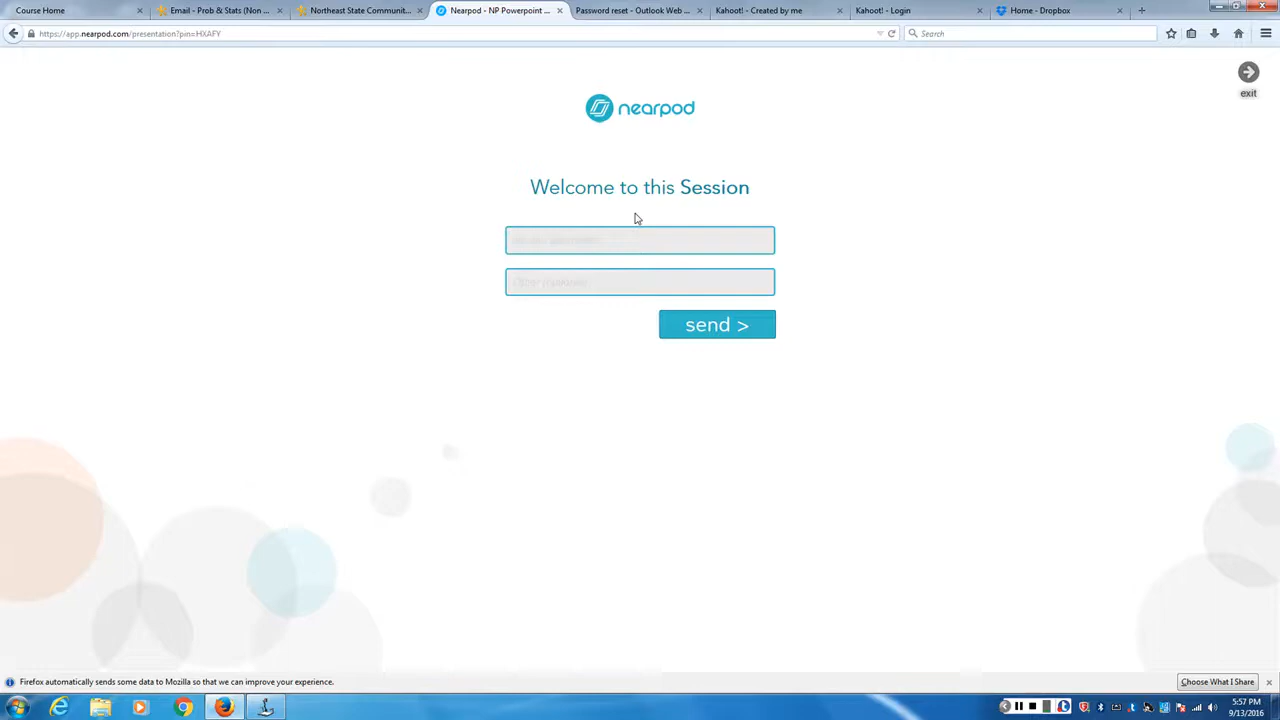 Course Home
Email - Prob & Stats (Non ...
Northeast State Communit...
Nearpod - NP Powerpoint ...
Password reset - Outlook Web ...
Kahoot! - Created by me
Kahoot! - Login
Home - Dropbox
https://app.nearpod.com/presentation?pin=HXAFY
Search
exit
nearpod
Welcome to this Session
Other (optional)
send >
Firefox automatically sends some data to Mozilla so that we can improve your experience.
Choose What I Share
5:57 PM
9/13/2016